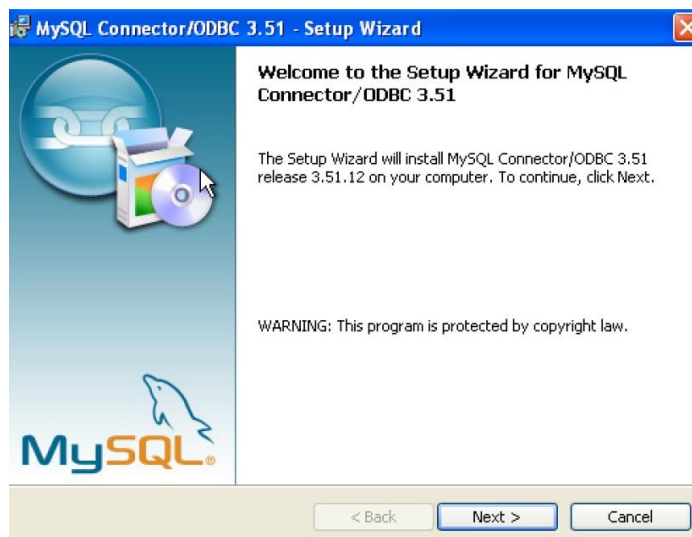 MySQL Connector/ODBC 3.51 - Setup Wizard
Welcome to the Setup Wizard for MySQL
Connector/ODBC 3.51
The Setup Wizard will install MySQL Connector/ODBC 3.51
release 3.51.12 on your computer. To continue, click Next.
WARNING: This program is protected by copyright law.
MySQL®
< Back Next > Cancel